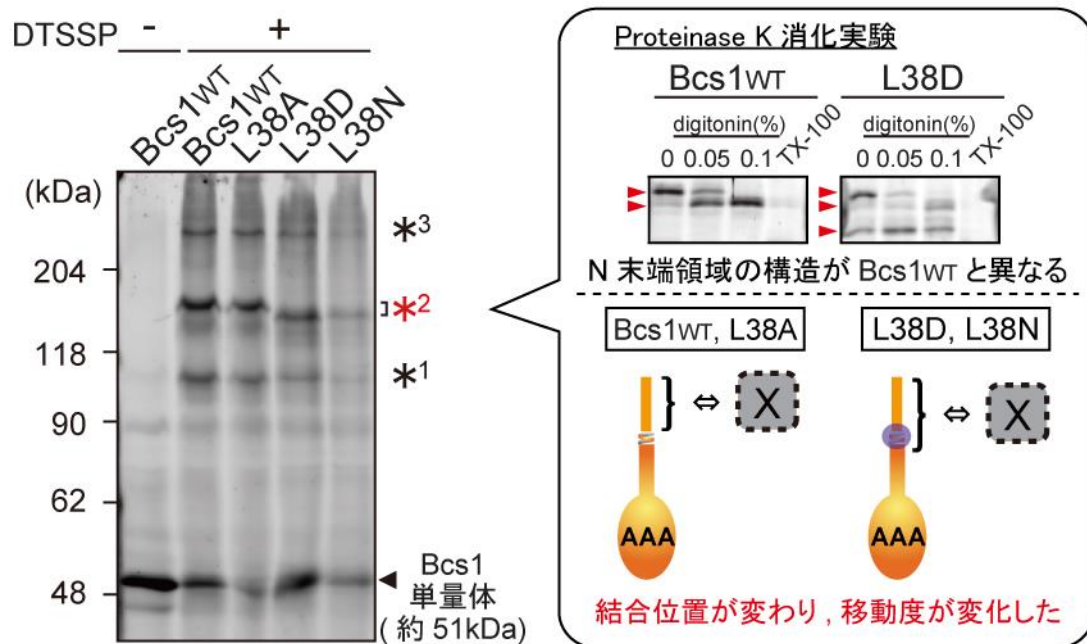 DTSSP - +
Bcs1WT Bcs1WT L38A L38D L38N
(kDa)
204
118
90
62
48
*3
*2
*1
Bcs1
単量体
(約 51kDa)
Proteinase K 消化実験
Bcs1WT L38D
digitonin(%) digitonin(%)
0 0.05 0.1 TX-100 0 0.05 0.1 TX-100
N 末端領域の構造が Bcs1WT と異なる
Bcs1WT, L38A L38D, L38N
} ⇔ X } ⇔ X
AAA AAA
結合位置が変わり , 移動度が変化した